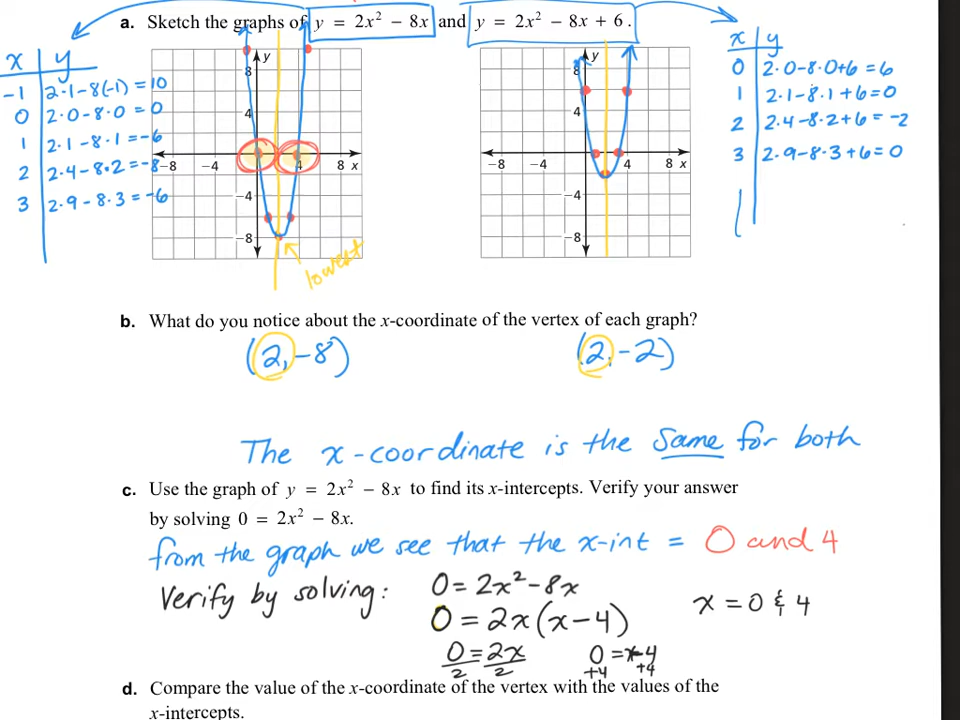 a. Sketch the graphs of y = 2x² − 8x and y = 2x² − 8x + 6.
x y
−1 2·1−8(−1) = 10
0 2·0−8·0 = 0
1 2·1−8·1 = −6
2 2·4−8·2 = −8
3 2·9−8·3 = −6
y
8
4
−8 −4 4 8 x
−4
−8
lowest
y
8
4
−8 −4 4 8 x
−4
−8
x y
0 2·0−8·0+6 = 6
1 2·1−8·1+6 = 0
2 2·4−8·2+6 = −2
3 2·9−8·3+6 = 0
b. What do you notice about the x-coordinate of the vertex of each graph?
(2, −8) (2, −2)
The x-coordinate is the same for both
c. Use the graph of y = 2x² − 8x to find its x-intercepts. Verify your answer
by solving 0 = 2x² − 8x.
from the graph we see that the x-int = 0 and 4
Verify by solving: 0 = 2x² − 8x
0 = 2x(x−4) x = 0 & 4
0 = 2x 0 = x−4
2 2 +4 +4
d. Compare the value of the x-coordinate of the vertex with the values of the
x-intercepts.